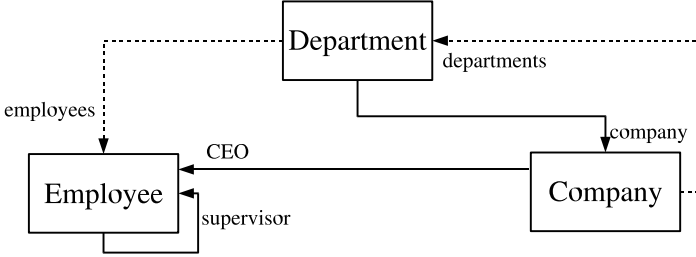 Department
departments
employees
company
CEO
Employee
Company
supervisor